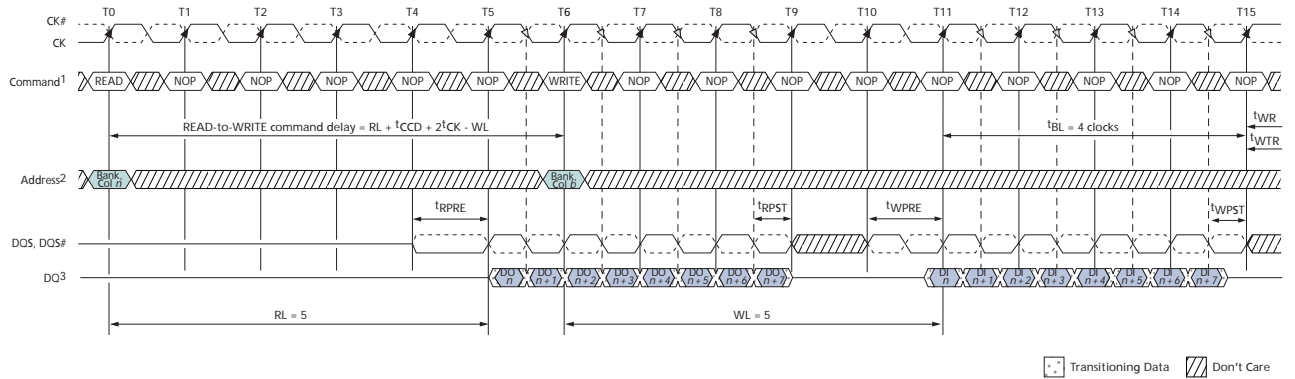 T0 T1 T2 T3 T4 T5 T6 T7 T8 T9 T10 T11 T12 T13 T14 T15
CK#
CK
Command1 READ NOP NOP NOP NOP NOP WRITE NOP NOP NOP NOP NOP NOP NOP NOP NOP
READ-to-WRITE command delay = RL + tCCD + 2tCK - WL
tBL = 4 clocks
tWR
tWTR
Address2
Bank, Col n
Bank, Col b
tRPRE tRPST tWPRE tWPST
DQS, DQS#
DQ3
DO n DO n + 1 DO n + 2 DO n + 3 DO n + 4 DO n + 5 DO n + 6 DO n + 7
DI n DI n + 1 DI n + 2 DI n + 3 DI n + 4 DI n + 5 DI n + 6 DI n + 7
RL = 5 WL = 5
Transitioning Data Don't Care